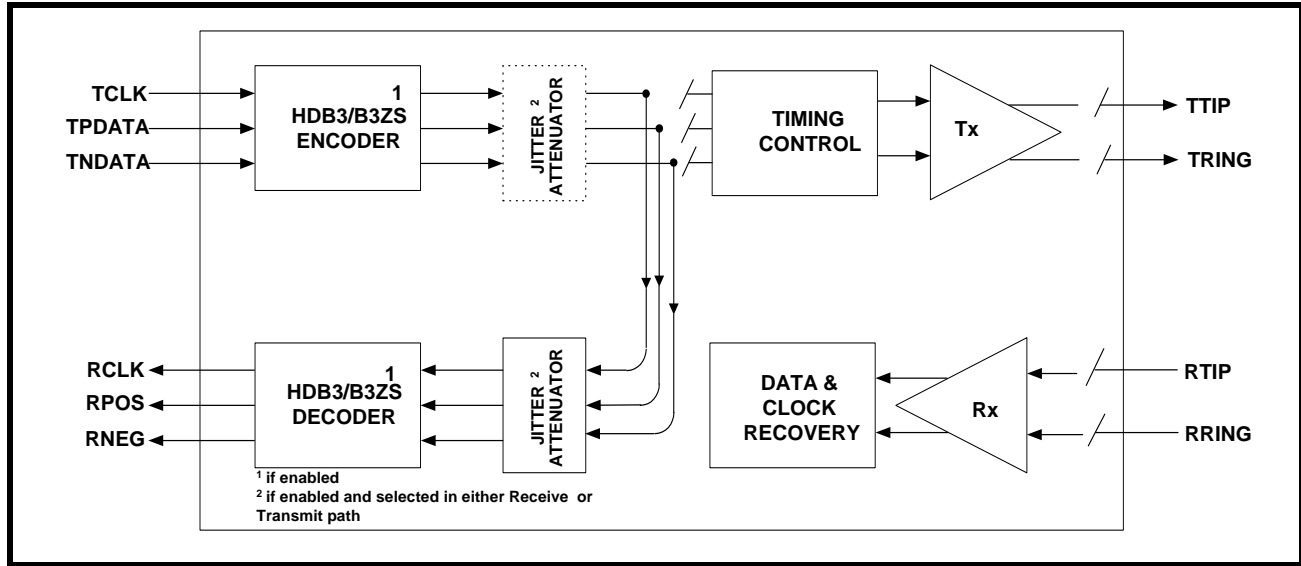 TCLK
TPDATA
TNDATA
1
HDB3/B3ZS
ENCODER
JITTER 2
ATTENUATOR
TIMING
CONTROL
Tx
TTIP
TRING
RCLK
RPOS
RNEG
1
HDB3/B3ZS
DECODER
JITTER 2
ATTENUATOR
DATA &
CLOCK
RECOVERY
Rx
RTIP
RRING
1 if enabled
2 if enabled and selected in either Receive or
Transmit path